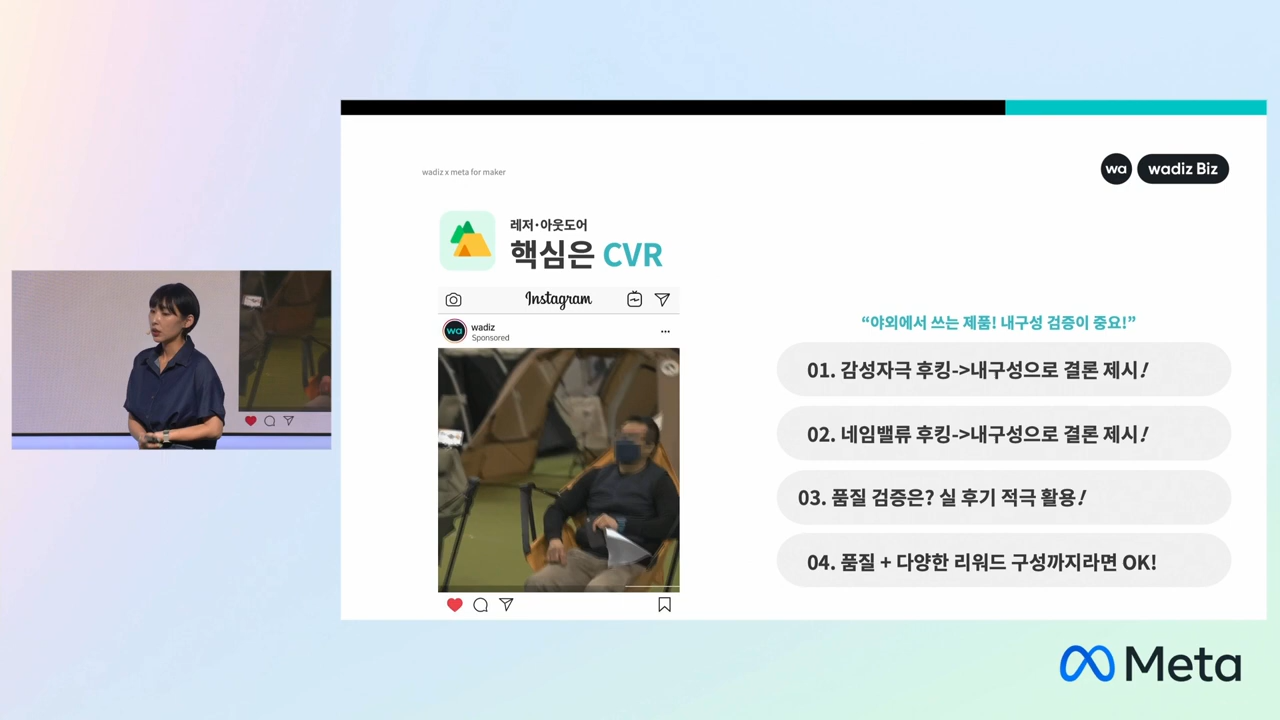 wadiz x meta for maker
wa wadiz Biz
레저·아웃도어
핵심은 CVR
Instagram
wa wadiz
Sponsored
“야외에서 쓰는 제품! 내구성 검증이 중요!”
01. 감성자극 후킹->내구성으로 결론 제시!
02. 네임밸류 후킹->내구성으로 결론 제시!
03. 품질 검증은? 실 후기 적극 활용!
04. 품질 + 다양한 리워드 구성까지라면 OK!
Meta